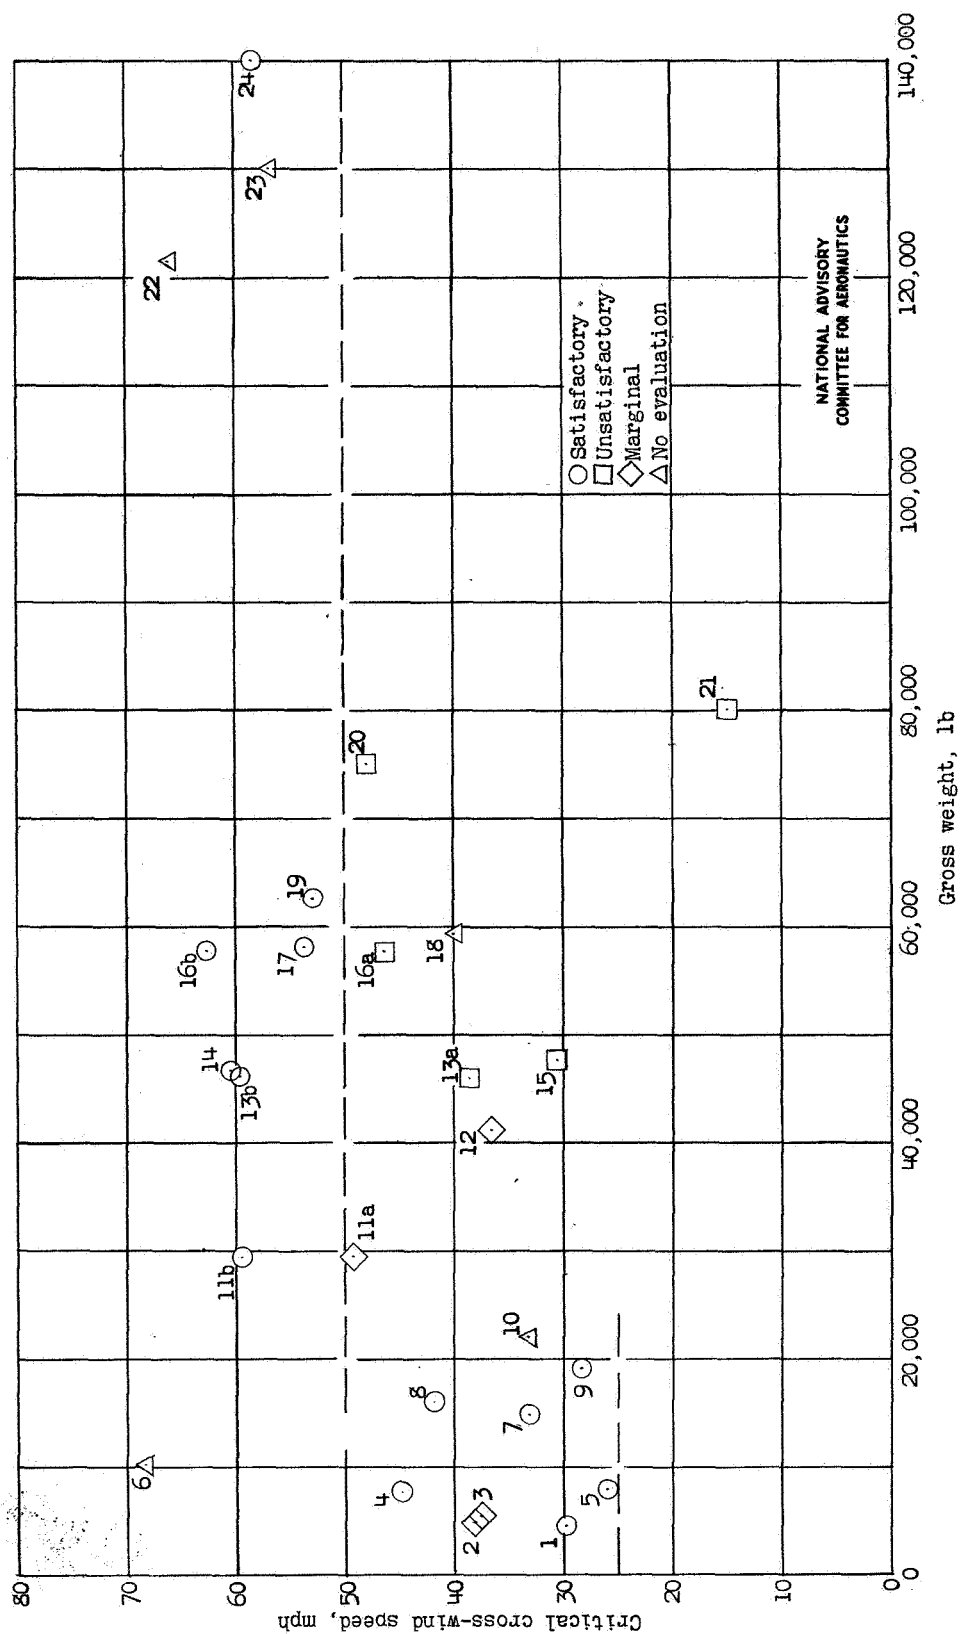 80
70
60
50
40
30
20
10
0
Critical cross-wind speed, mph
0
20,000
40,000
60,000
80,000
100,000
120,000
140,000
Gross weight, lb
1
2
3
4
5
6
7
8
9
10
11a
11b
12
13a
13b
14
15
16a
16b
17
18
19
20
21
22
23
24
Satisfactory
Unsatisfactory
Marginal
No evaluation
NATIONAL ADVISORY
COMMITTEE FOR AERONAUTICS